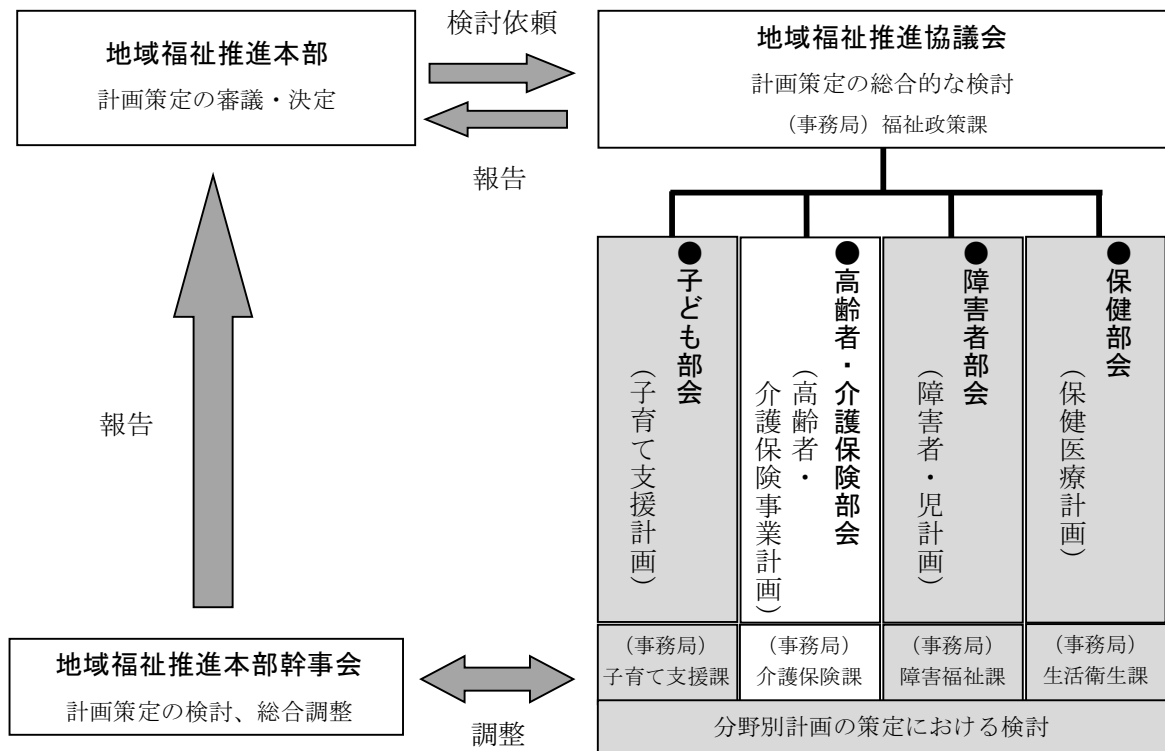 地域福祉推進本部
計画策定の審議・決定
検討依頼
報告
地域福祉推進協議会
計画策定の総合的な検討
（事務局）福祉政策課
●子ども部会
（子育て支援計画）
（事務局）
子育て支援課
●高齢者・介護保険部会
（高齢者・
介護保険事業計画）
（事務局）
介護保険課
●障害者部会
（障害者・児計画）
（事務局）
障害福祉課
●保健部会
（保健医療計画）
（事務局）
生活衛生課
分野別計画の策定における検討
報告
地域福祉推進本部幹事会
計画策定の検討、総合調整
調整